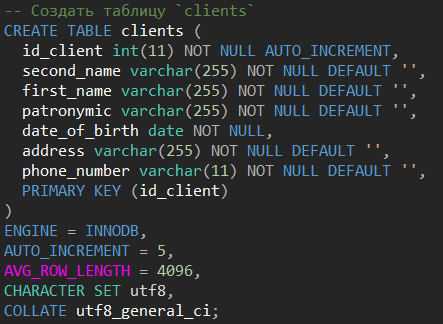 -- Создать таблицу `clients`
CREATE TABLE clients (
  id_client int(11) NOT NULL AUTO_INCREMENT,
  second_name varchar(255) NOT NULL DEFAULT '',
  first_name varchar(255) NOT NULL DEFAULT '',
  patronymic varchar(255) NOT NULL DEFAULT '',
  date_of_birth date NOT NULL,
  address varchar(255) NOT NULL DEFAULT '',
  phone_number varchar(11) NOT NULL DEFAULT '',
  PRIMARY KEY (id_client)
)
ENGINE = INNODB,
AUTO_INCREMENT = 5,
AVG_ROW_LENGTH = 4096,
CHARACTER SET utf8,
COLLATE utf8_general_ci;